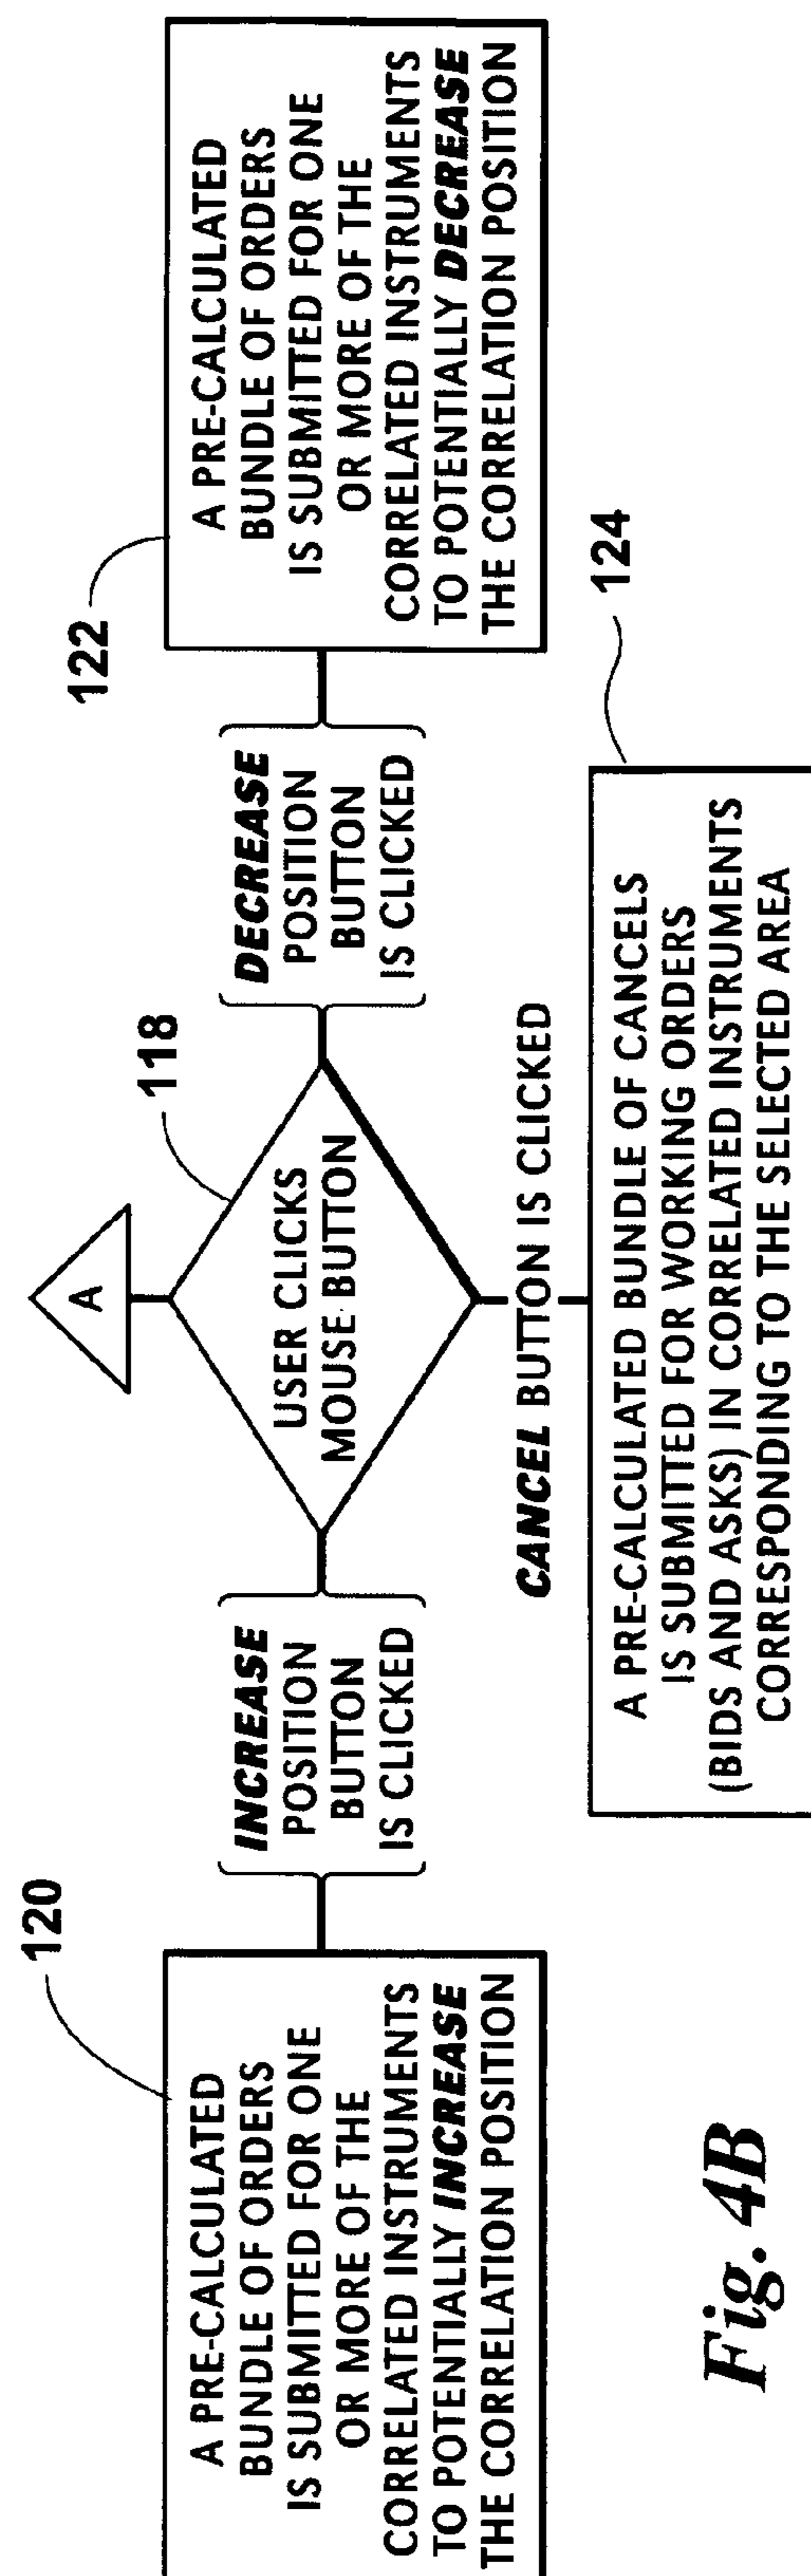 A
118
USER CLICKS
MOUSE BUTTON
120
A PRE-CALCULATED
BUNDLE OF ORDERS
IS SUBMITTED FOR ONE
OR MORE OF THE
CORRELATED INSTRUMENTS
TO POTENTIALLY INCREASE
THE CORRELATION POSITION
INCREASE
POSITION
BUTTON
IS CLICKED
DECREASE
POSITION
BUTTON
IS CLICKED
122
A PRE-CALCULATED
BUNDLE OF ORDERS
IS SUBMITTED FOR ONE
OR MORE OF THE
CORRELATED INSTRUMENTS
TO POTENTIALLY DECREASE
THE CORRELATION POSITION
CANCEL BUTTON IS CLICKED
124
A PRE-CALCULATED BUNDLE OF CANCELS
IS SUBMITTED FOR WORKING ORDERS
(BIDS AND ASKS) IN CORRELATED INSTRUMENTS
CORRESPONDING TO THE SELECTED AREA
Fig. 4B